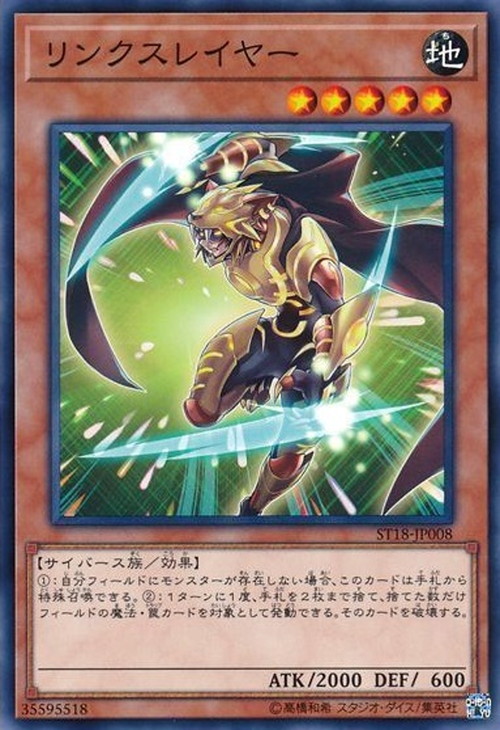 リンクスレイヤー
地
ST18-JP008
【サイバース族/効果】
①:自分フィールドにモンスターが存在しない場合、このカードは手札から
特殊召喚できる。②:1ターンに1度、手札を2枚まで捨て、捨てた数だけ
フィールドの魔法・罠カードを対象として発動できる。そのカードを破壊する。
ATK/2000 DEF/ 600
35595518
©高橋和希 スタジオ・ダイス/集英社